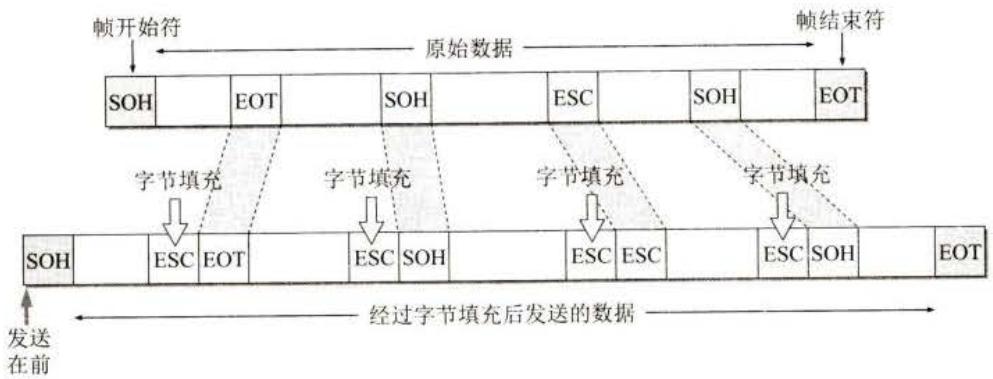 帧开始符
帧结束符
原始数据
SOH EOT SOH ESC SOH EOT
字节填充 字节填充 字节填充 字节填充
SOH ESC EOT ESC SOH ESC ESC ESC SOH EOT
经过字节填充后发送的数据
发送
在前